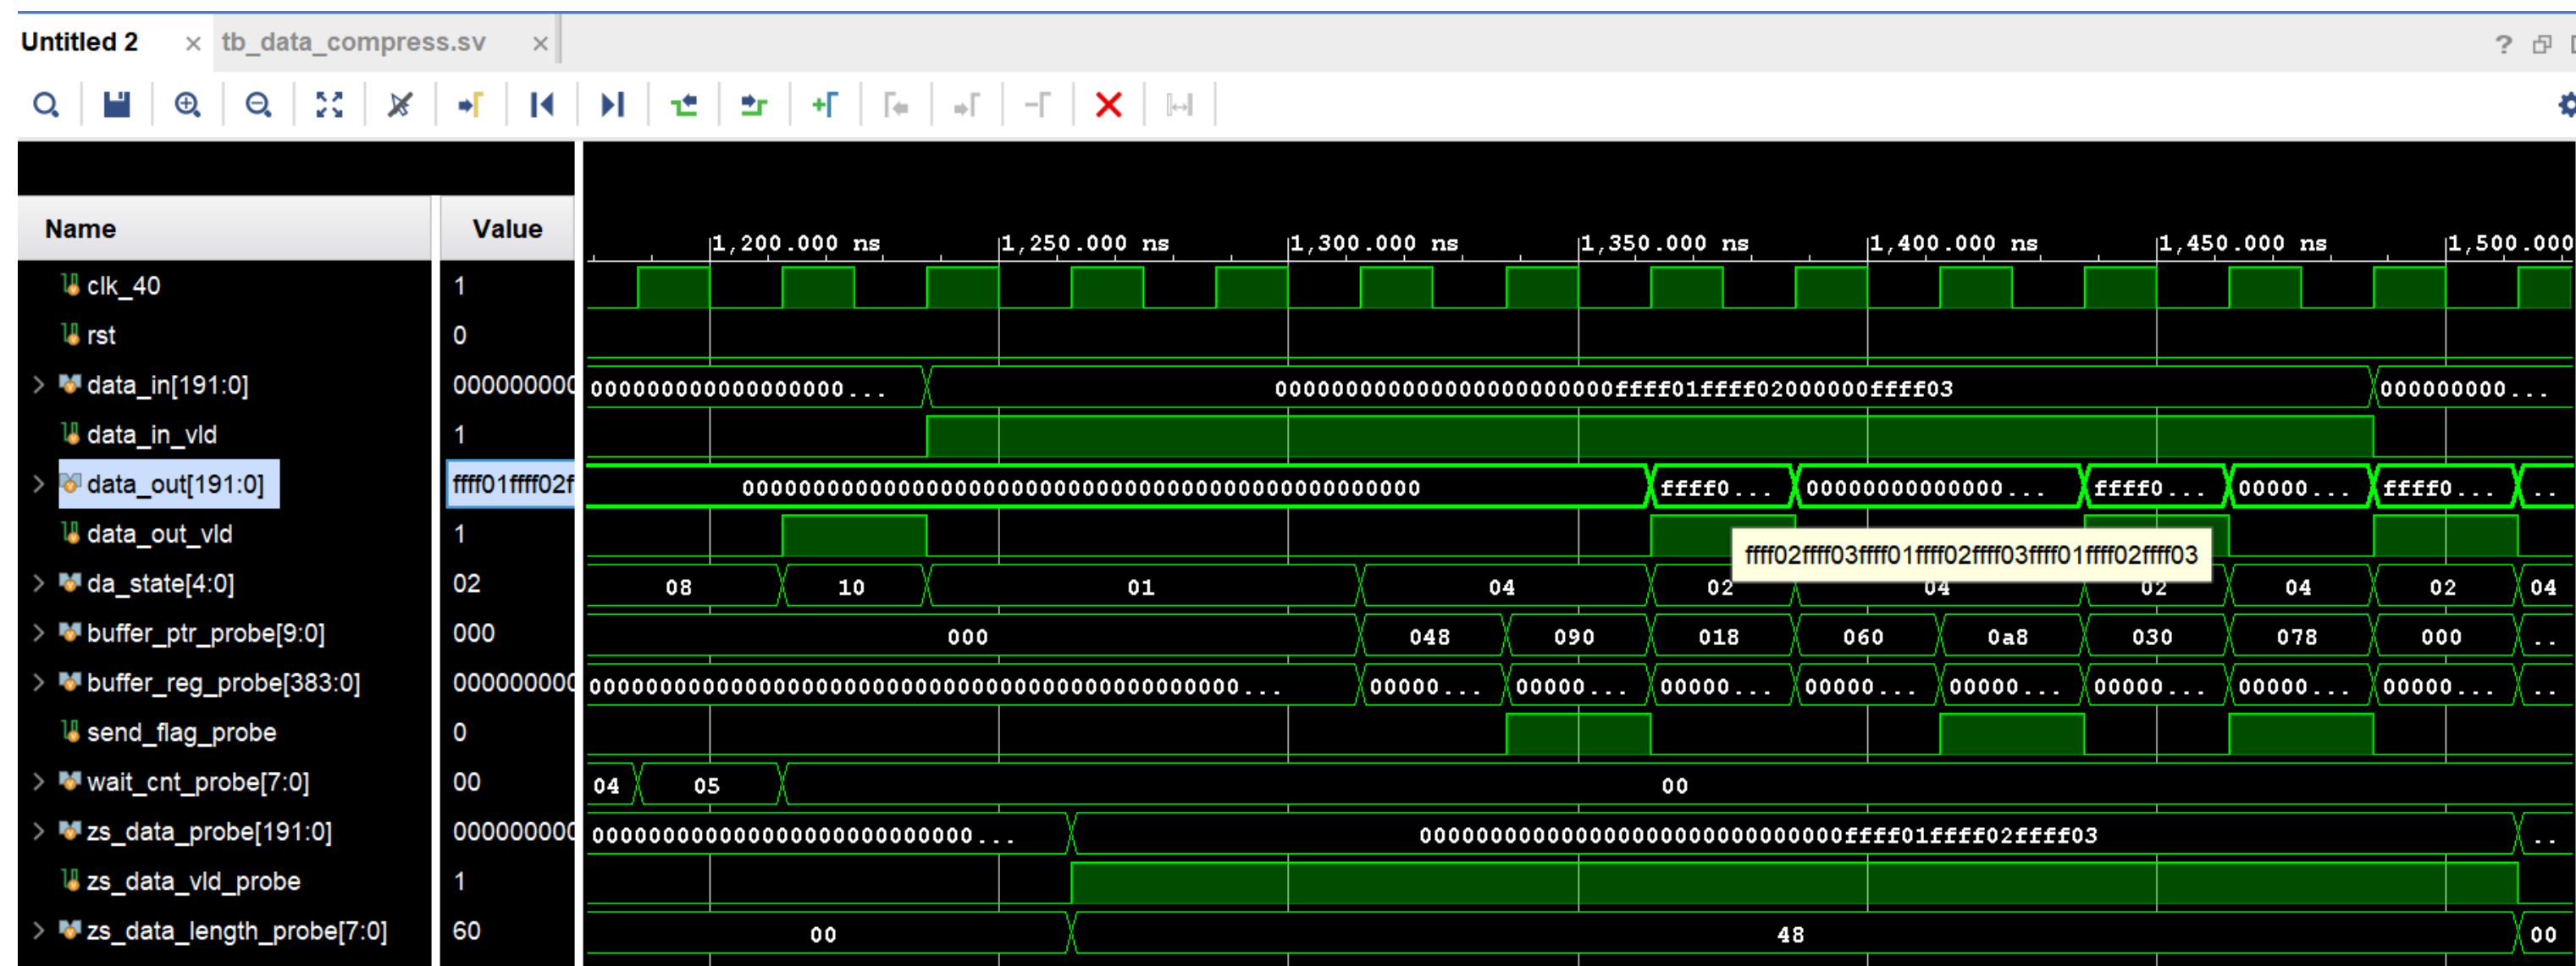 Untitled 2 × tb_data_compress.sv ×
?
Name Value
1,200.000 ns 1,250.000 ns 1,300.000 ns 1,350.000 ns 1,400.000 ns 1,450.000 ns 1,500.000
clk_40 1
rst 0
data_in[191:0] 000000000 000000000000000000... 000000000000000000000000ffff01ffff02000000ffff03 000000000...
data_in_vld 1
data_out[191:0] ffff01ffff02f 000000000000000000000000000000000000000000000000 ffff0... 00000000000000... ffff0... 00000... ffff0... ..
data_out_vld 1
ffff02ffff03ffff01ffff02ffff03ffff01ffff02ffff03
da_state[4:0] 02 08 10 01 04 02 04 02 04 02 04
buffer_ptr_probe[9:0] 000 000 048 090 018 060 0a8 030 078 000 ..
buffer_reg_probe[383:0] 000000000 0000000000000000000000000000000000000000000000... 00000... 00000... 00000... 00000... 00000... 00000... 00000... 00000... ..
send_flag_probe 0
wait_cnt_probe[7:0] 00 04 05 00
zs_data_probe[191:0] 000000000 000000000000000000000000000... 000000000000000000000000000000ffff01ffff02ffff03 ..
zs_data_vld_probe 1
zs_data_length_probe[7:0] 60 00 48 00